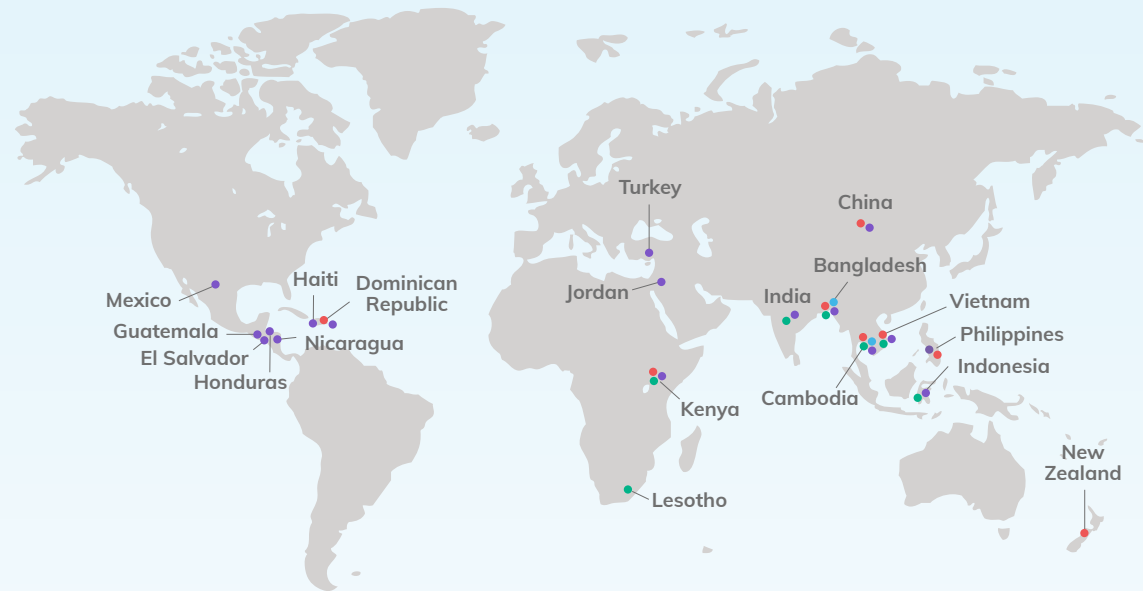 Turkey
China
Bangladesh
Haiti
Dominican
Republic
Jordan
India
Mexico
Vietnam
Guatemala
Nicaragua
Philippines
El Salvador
Indonesia
Honduras
Cambodia
Kenya
New
Zealand
Lesotho